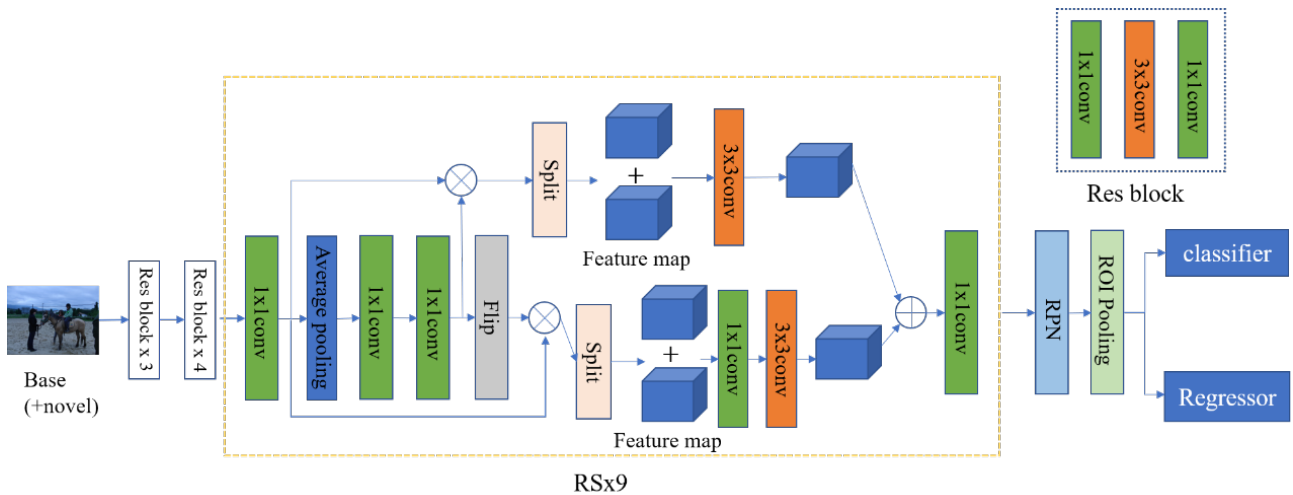 Base
(+novel)
Res block x 3
Res block x 4
1x1conv
Average pooling
1x1conv
1x1conv
Flip
Split
+
Feature map
3x3conv
Split
+
Feature map
1x1conv
3x3conv
1x1conv
RSx9
RPN
ROI Pooling
classifier
Regressor
1x1conv
3x3conv
1x1conv
Res block